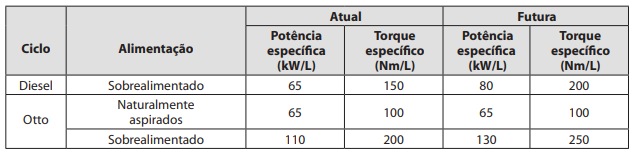 Ciclo Alimentação Atual Futura
Potência específica (kW/L) Torque específico (Nm/L) Potência específica (kW/L) Torque específico (Nm/L)
Diesel Sobrealimentado 65 150 80 200
Otto Naturalmente aspirados 65 100 65 100
Sobrealimentado 110 200 130 250